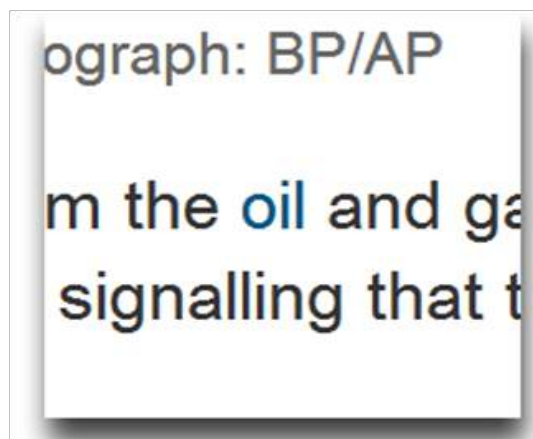 ograph: BP/AP
m the oil and ga
signalling that t